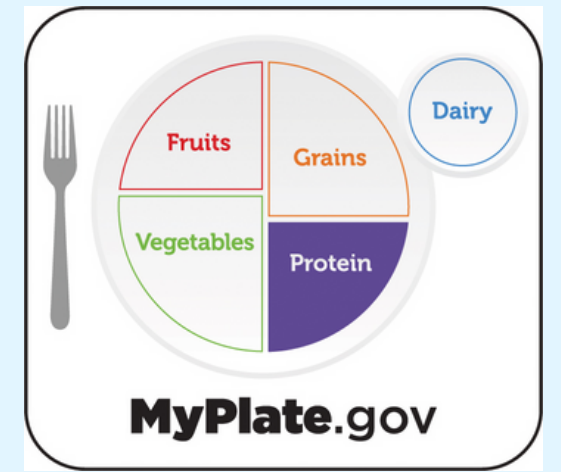 Dairy
Fruits
Grains
Vegetables
Protein
MyPlate.gov